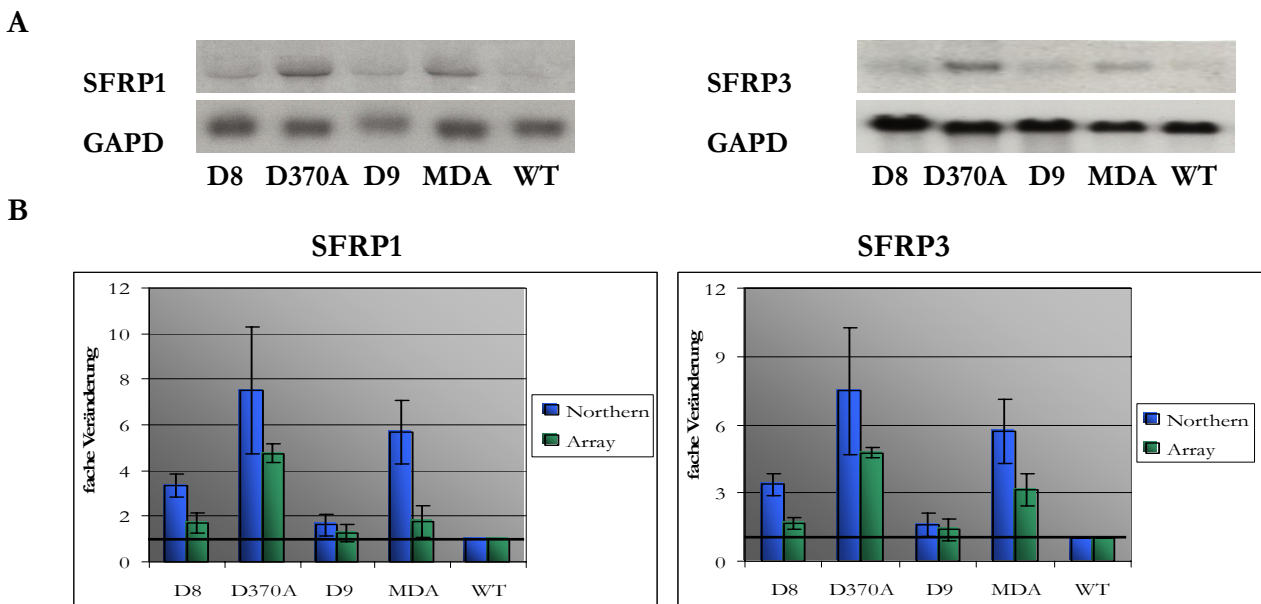 A
SFRP1
GAPD
D8 D370A D9 MDA WT
SFRP3
GAPD
D8 D370A D9 MDA WT
B
SFRP1
fache Veränderung
12
10
8
6
4
2
0
D8 D370A D9 MDA WT
Northern
Array
SFRP3
fache Veränderung
12
9
6
3
0
D8 D370A D9 MDA WT
Northern
Array